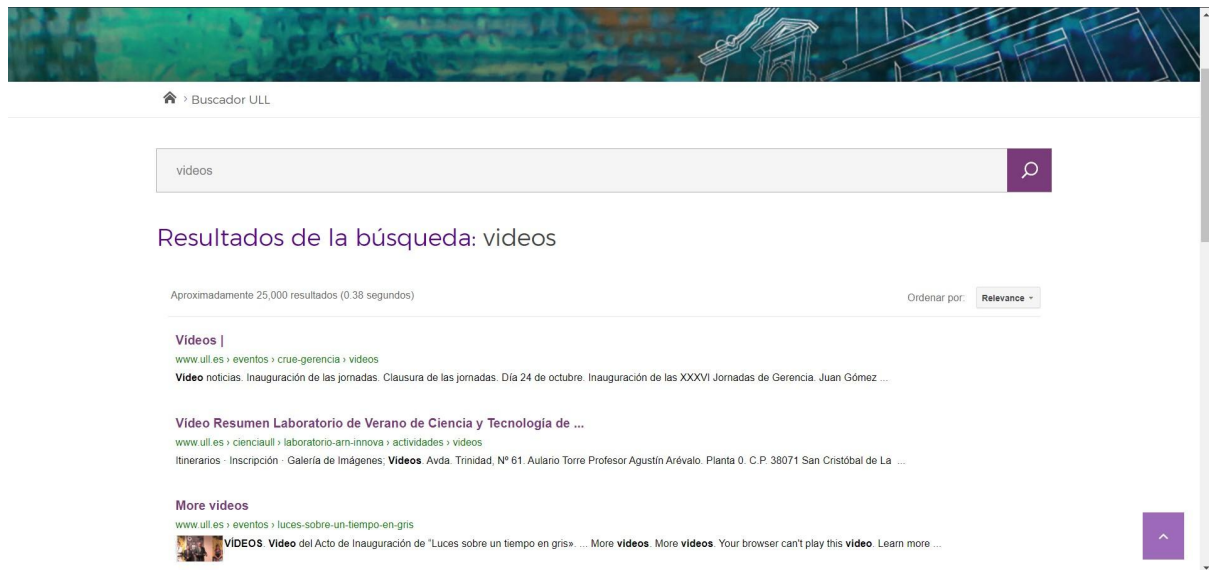 › Buscador ULL
videos
Resultados de la búsqueda: videos
Aproximadamente 25,000 resultados (0.38 segundos)
Ordenar por: Relevance
Vídeos |
www.ull.es › eventos › crue-gerencia › videos
Video noticias. Inauguración de las jornadas. Clausura de las jornadas. Día 24 de octubre. Inauguración de las XXXVI Jornadas de Gerencia. Juan Gómez ...
Vídeo Resumen Laboratorio de Verano de Ciencia y Tecnología de ...
www.ull.es › cienciaull › laboratorio-arn-innova › actividades › videos
Itinerarios · Inscripción · Galería de Imágenes; Videos. Avda. Trinidad, Nº 61. Aulario Torre Profesor Agustín Arévalo. Planta 0. C.P. 38071 San Cristóbal de La ...
More videos
www.ull.es › eventos › luces-sobre-un-tiempo-en-gris
VÍDEOS. Video del Acto de Inauguración de “Luces sobre un tiempo en gris». ... More videos. More videos. Your browser can't play this video. Learn more ...